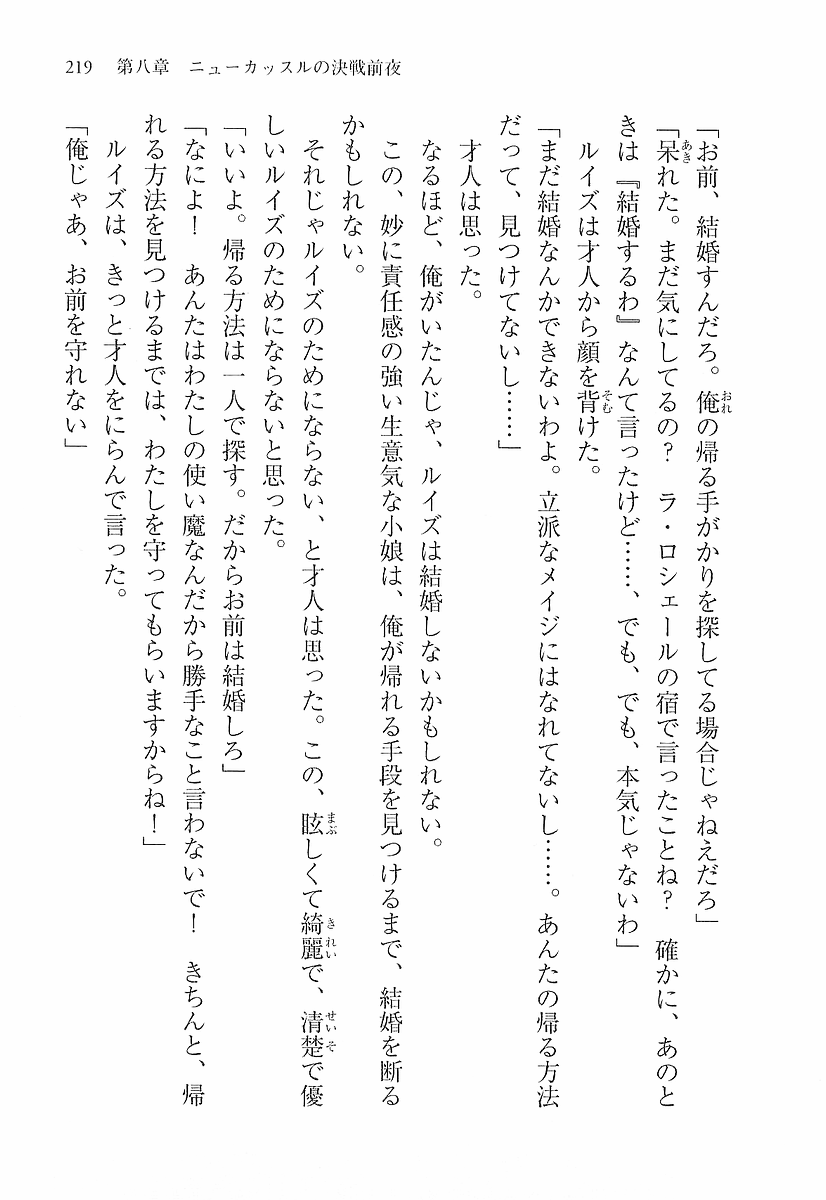 219　第八章　ニューカッスルの決戦前夜
「お前、結婚すんだろ。俺の帰る手がかりを探してる場合じゃねえだろ」
「呆れた。まだ気にしてるの？　ラ・ロシェールの宿で言ったことね？　確かに、あのと
きは『結婚するわ』なんて言ったけど……、でも、でも、本気じゃないわ」
　ルイズは才人から顔を背けた。
「まだ結婚なんかできないわよ。立派なメイジにはなれてないし……。あんたの帰る方法
だって、見つけてないし……」
　才人は思った。
　なるほど、俺がいたんじゃ、ルイズは結婚しないかもしれない。
　この、妙に責任感の強い生意気な小娘は、俺が帰れる手段を見つけるまで、結婚を断る
かもしれない。
　それじゃルイズのためにならない、と才人は思った。この、眩しくて綺麗で、清楚で優
しいルイズのためにならないと思った。
「いいよ。帰る方法は一人で探す。だからお前は結婚しろ」
「なによ！　あんたはわたしの使い魔なんだから勝手なこと言わないで！　きちんと、帰
れる方法を見つけるまでは、わたしを守ってもらいますからね！」
　ルイズは、きっと才人をにらんで言った。
「俺じゃあ、お前を守れない」